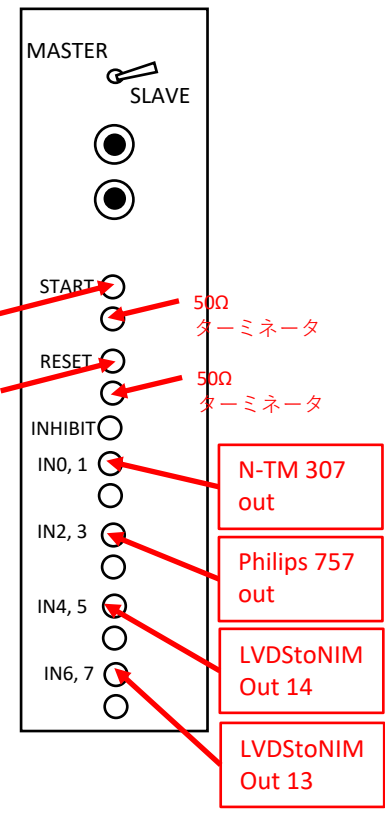 MASTER
SLAVE
START
50Ω
ターミネータ
RESET
50Ω
ターミネータ
INHIBIT
IN0, 1
N-TM 307
out
IN2, 3
Philips 757
out
IN4, 5
LVDStoNIM
Out 14
IN6, 7
LVDStoNIM
Out 13